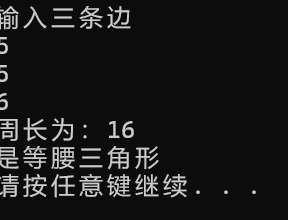 输入三条边
5
5
6
周长为: 16
是等腰三角形
请按任意键继续. . .